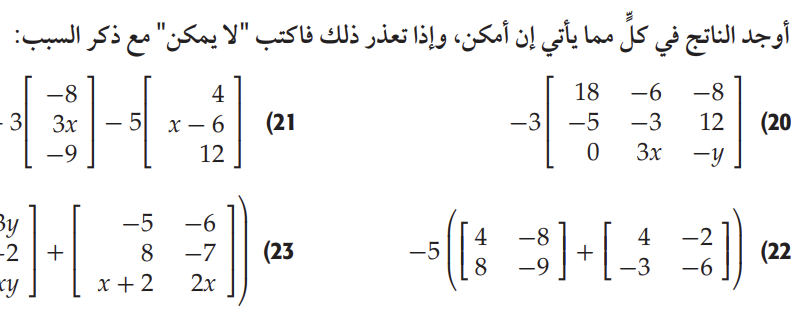 أوجد الناتج في كلٍّ مما يأتي إن أمكن، وإذا تعذر ذلك فاكتب "لا يمكن" مع ذكر السبب:
(20
-3 [ 18 -6 -8
-5 -3 12
0 3x -y ]
(21
3 [ -8
3x
-9 ] - 5 [ 4
x - 6
12 ]
(22
-5 ( [ 4 -8
8 -9 ] + [ 4 -2
-3 -6 ] )
(23
-2
] + [ -5 -6
8 -7
x + 2 2x ] )